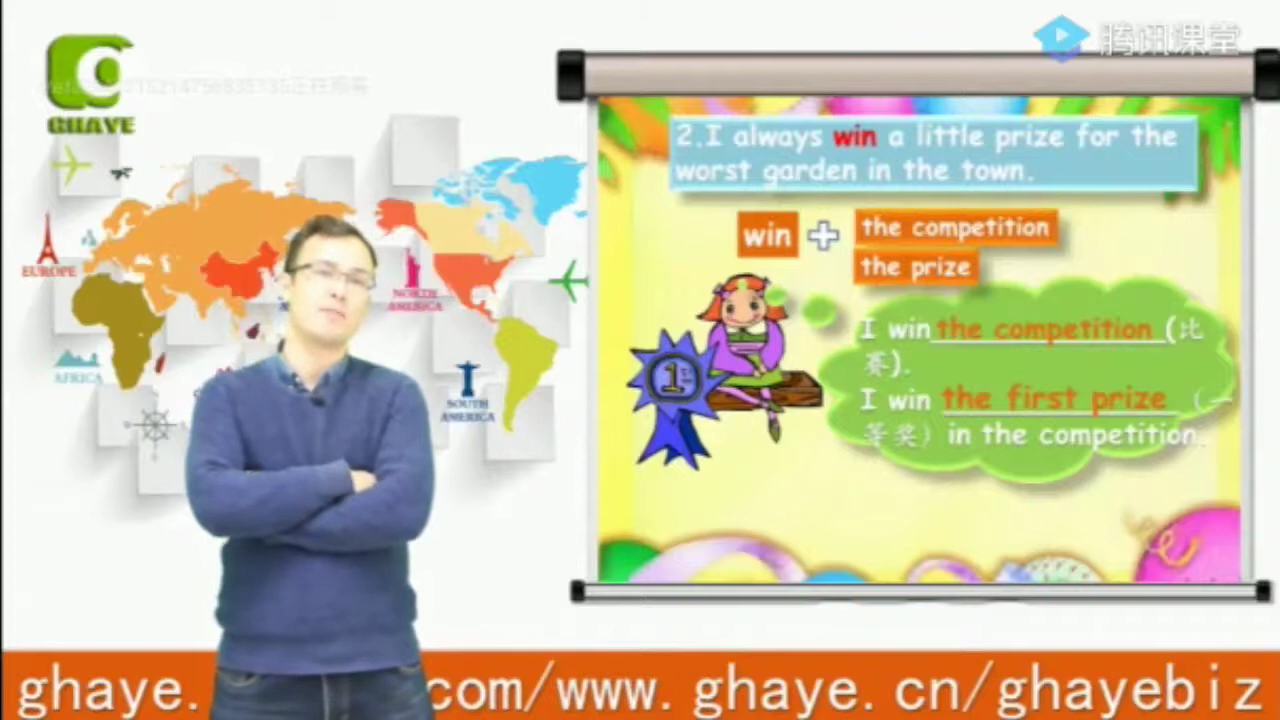 腾讯课堂
GHAYE
2.I always win a little prize for the
worst garden in the town.
win
the competition
the prize
I win the competition (比
赛).
I win the first prize （一
等奖）in the competition.
1st
EUROPE
NORTH
AMERICA
AFRICA
SOUTH
AMERICA
ghaye. com/www.ghaye.cn/ghayebiz